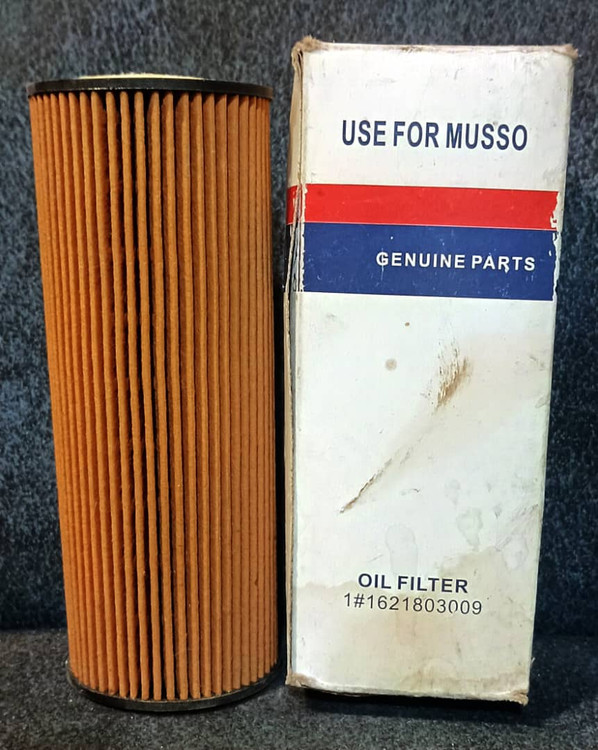 USE FOR MUSSO
GENUINE PARTS
OIL FILTER
1#1621803009